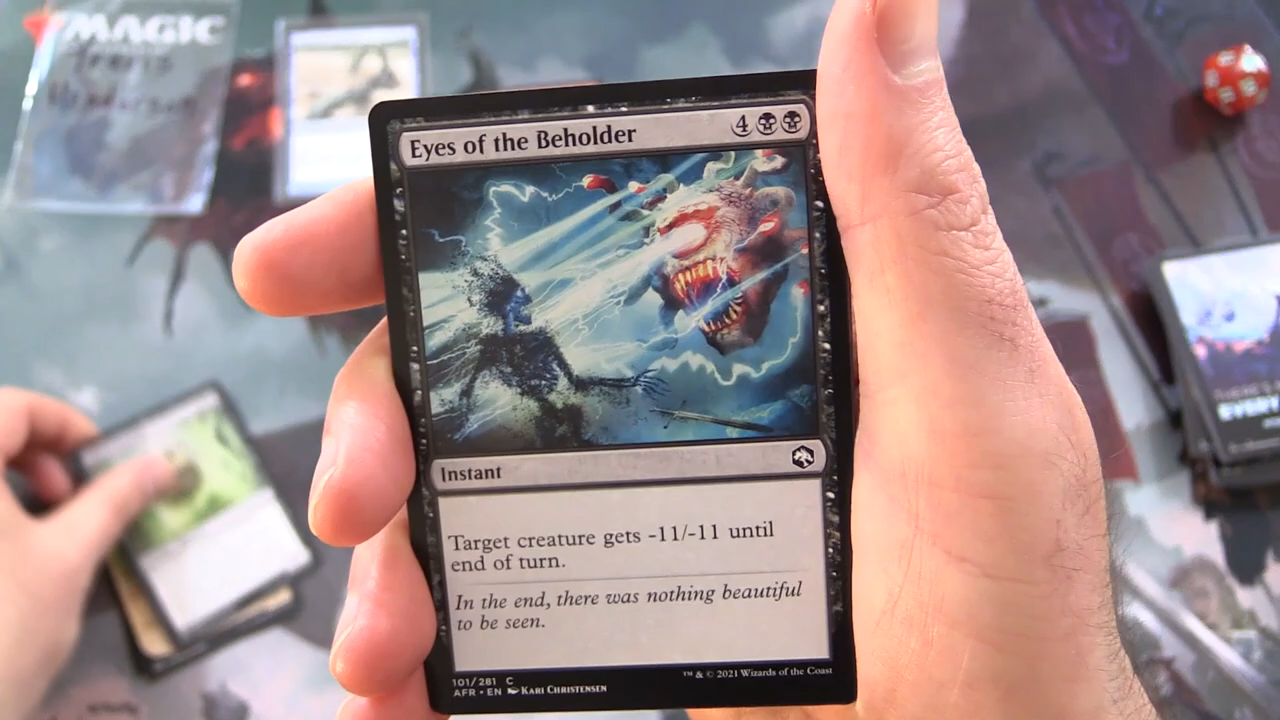 MAGIC
Travis
Henderson
Eyes of the Beholder 4
Instant
Target creature gets -11/-11 until
end of turn.
In the end, there was nothing beautiful
to be seen.
101/281 C
AFR • EN Kari Christensen
™ & © 2021 Wizards of the Coast
EVERY